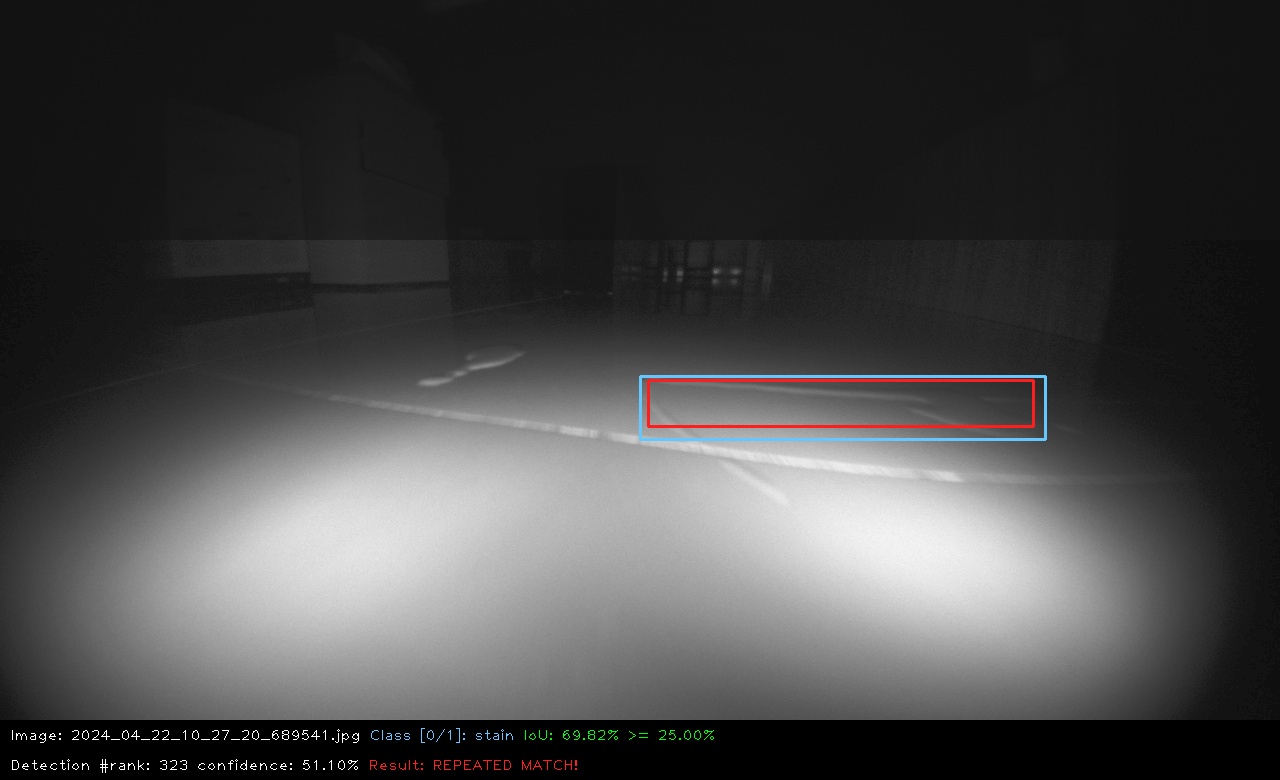 Image: 2024_04_22_10_27_20_689541.jpg Class [0/1]: stain IoU: 69.82% >= 25.00%
Detection #rank: 323 confidence: 51.10% Result: REPEATED MATCH!